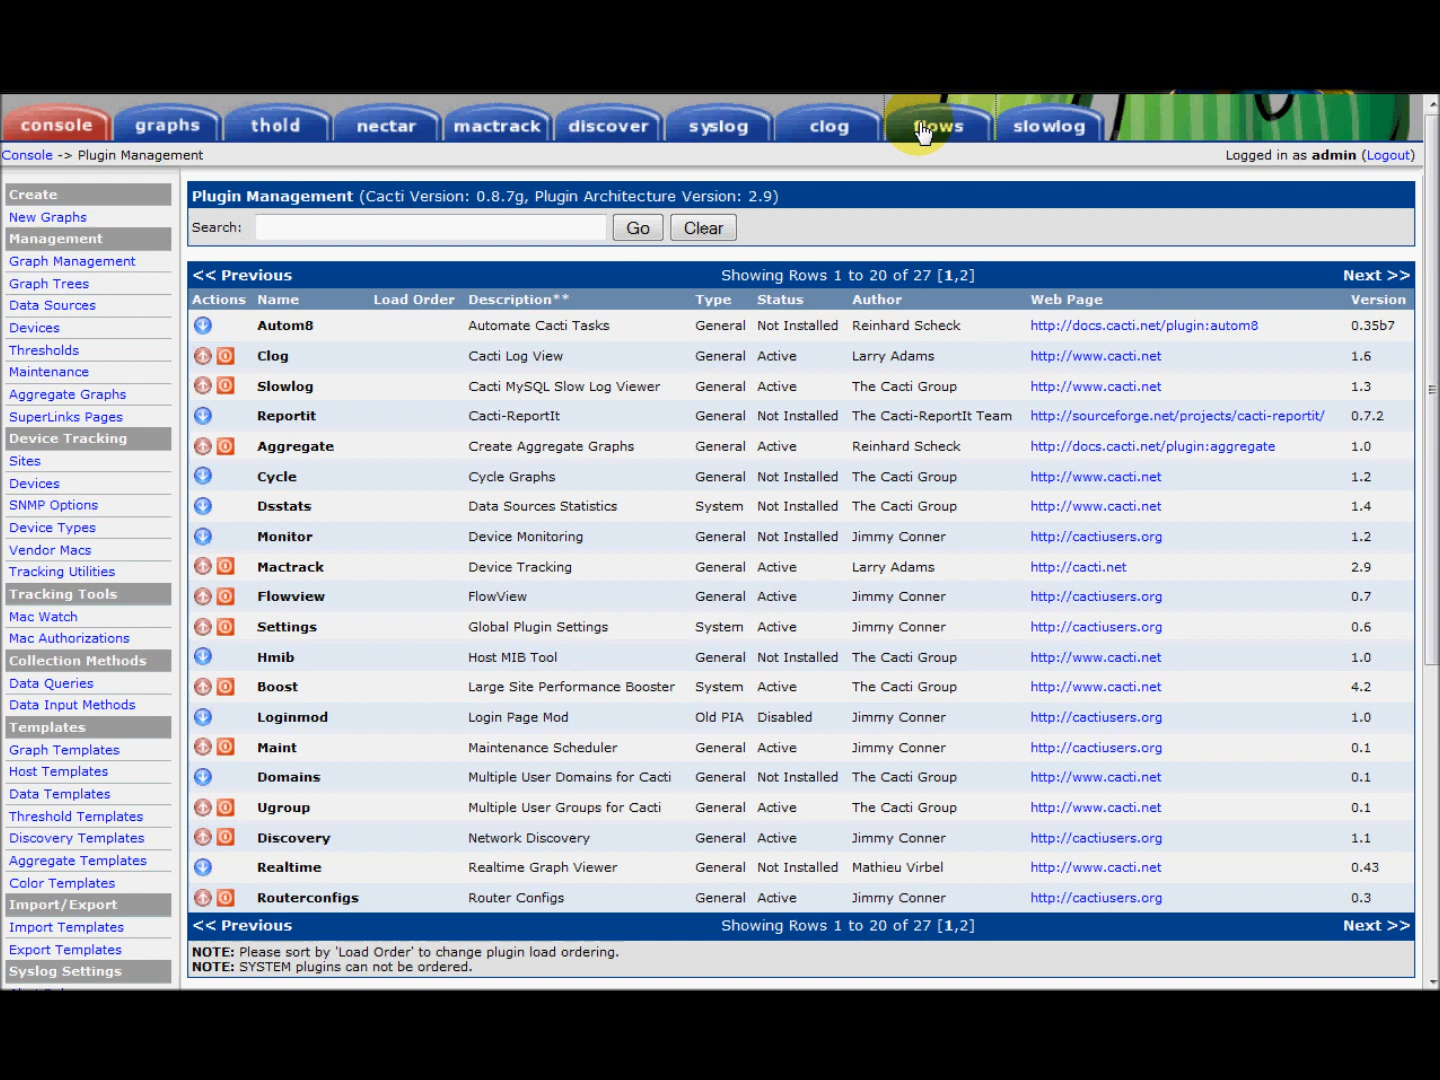 console graphs thold nectar mactrack discover syslog clog flows slowlog
Console -> Plugin Management Logged in as admin (Logout)
Create
New Graphs
Management
Graph Management
Graph Trees
Data Sources
Devices
Thresholds
Maintenance
Aggregate Graphs
SuperLinks Pages
Device Tracking
Sites
Devices
SNMP Options
Device Types
Vendor Macs
Tracking Utilities
Tracking Tools
Mac Watch
Mac Authorizations
Collection Methods
Data Queries
Data Input Methods
Templates
Graph Templates
Host Templates
Data Templates
Threshold Templates
Discovery Templates
Aggregate Templates
Color Templates
Import/Export
Import Templates
Export Templates
Syslog Settings
Plugin Management (Cacti Version: 0.8.7g, Plugin Architecture Version: 2.9)
Search: Go Clear
<< Previous Showing Rows 1 to 20 of 27 [1,2] Next >>
Actions Name Load Order Description** Type Status Author Web Page Version
Autom8 Automate Cacti Tasks General Not Installed Reinhard Scheck http://docs.cacti.net/plugin:autom8 0.35b7
Clog Cacti Log View General Active Larry Adams http://www.cacti.net 1.6
Slowlog Cacti MySQL Slow Log Viewer General Active The Cacti Group http://www.cacti.net 1.3
Reportit Cacti-ReportIt General Not Installed The Cacti-ReportIt Team http://sourceforge.net/projects/cacti-reportit/ 0.7.2
Aggregate Create Aggregate Graphs General Active Reinhard Scheck http://docs.cacti.net/plugin:aggregate 1.0
Cycle Cycle Graphs General Not Installed The Cacti Group http://www.cacti.net 1.2
Dsstats Data Sources Statistics System Not Installed The Cacti Group http://www.cacti.net 1.4
Monitor Device Monitoring General Not Installed Jimmy Conner http://cactiusers.org 1.2
Mactrack Device Tracking General Active Larry Adams http://cacti.net 2.9
Flowview FlowView General Active Jimmy Conner http://cactiusers.org 0.7
Settings Global Plugin Settings System Active Jimmy Conner http://cactiusers.org 0.6
Hmib Host MIB Tool General Not Installed The Cacti Group http://www.cacti.net 1.0
Boost Large Site Performance Booster System Active The Cacti Group http://www.cacti.net 4.2
Loginmod Login Page Mod Old PIA Disabled Jimmy Conner http://cactiusers.org 1.0
Maint Maintenance Scheduler General Active Jimmy Conner http://cactiusers.org 0.1
Domains Multiple User Domains for Cacti General Not Installed The Cacti Group http://www.cacti.net 0.1
Ugroup Multiple User Groups for Cacti General Active The Cacti Group http://www.cacti.net 0.1
Discovery Network Discovery General Active Jimmy Conner http://cactiusers.org 1.1
Realtime Realtime Graph Viewer General Not Installed Mathieu Virbel http://www.cacti.net 0.43
Routerconfigs Router Configs General Active Jimmy Conner http://cactiusers.org 0.3
<< Previous Showing Rows 1 to 20 of 27 [1,2] Next >>
NOTE: Please sort by 'Load Order' to change plugin load ordering.
NOTE: SYSTEM plugins can not be ordered.